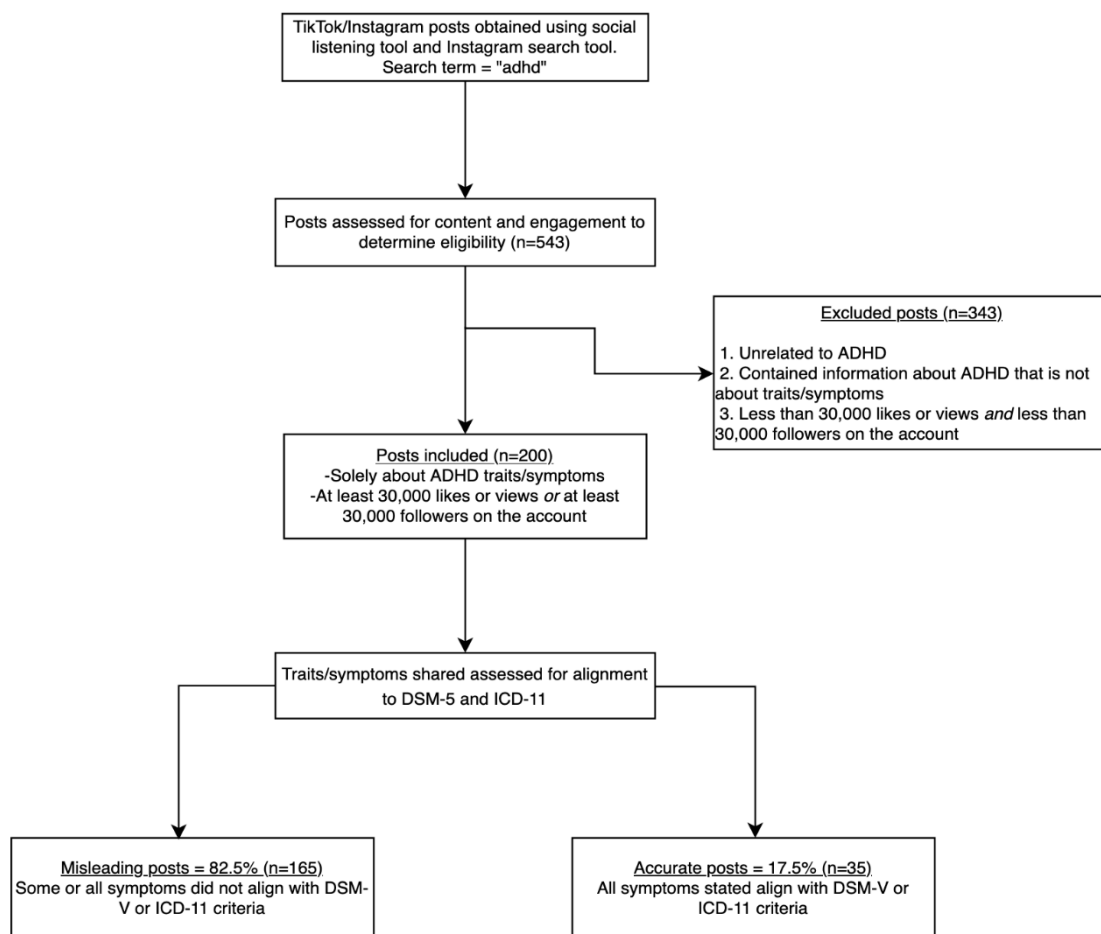 TikTok/Instagram posts obtained using social
listening tool and Instagram search tool.
Search term = "adhd"
Posts assessed for content and engagement to
determine eligibility (n=543)
Excluded posts (n=343)
1. Unrelated to ADHD
2. Contained information about ADHD that is not
about traits/symptoms
3. Less than 30,000 likes or views and less than
30,000 followers on the account
Posts included (n=200)
-Solely about ADHD traits/symptoms
-At least 30,000 likes or views or at least
30,000 followers on the account
Traits/symptoms shared assessed for alignment
to DSM-5 and ICD-11
Misleading posts = 82.5% (n=165)
Some or all symptoms did not align with DSM-
V or ICD-11 criteria
Accurate posts = 17.5% (n=35)
All symptoms stated align with DSM-V or
ICD-11 criteria